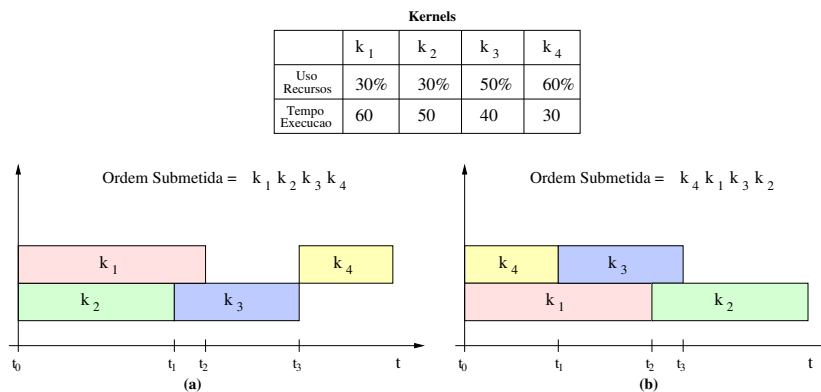 Kernels
k 1 k 2 k 3 k 4
Uso Recursos 30% 30% 50% 60%
Tempo Execucao 60 50 40 30
Ordem Submetida = k 1 k 2 k 3 k 4
k 1
k 4
k 2
k 3
t0 t1 t2 t3 t
(a)
Ordem Submetida = k 4 k 1 k 3 k 2
k 4
k 3
k 1
k 2
t0 t1 t2 t3 t
(b)